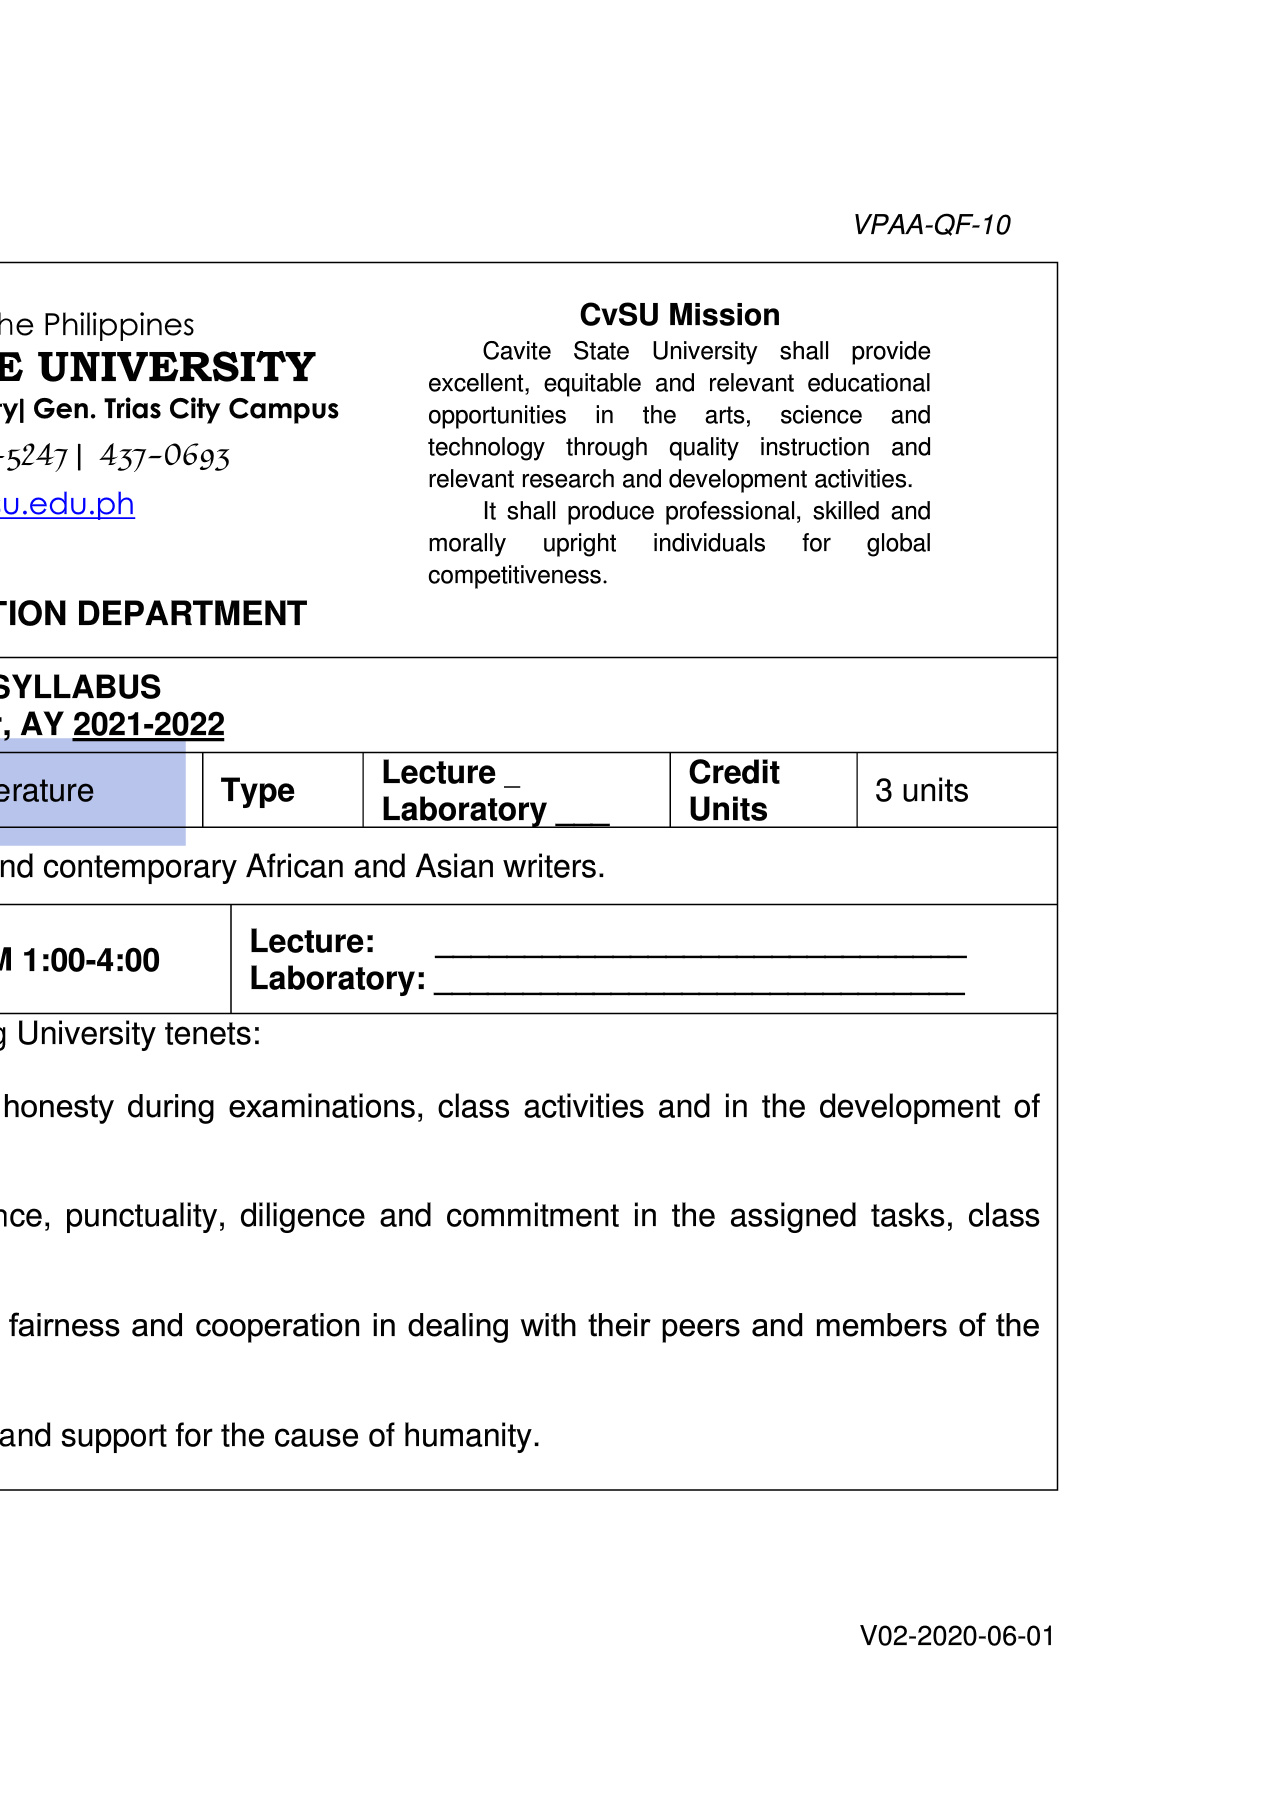 VPAA-QF-10
he Philippines
E UNIVERSITY
ry| Gen. Trias City Campus
-5247 | 437-0693
su.edu.ph
TION DEPARTMENT
CvSU Mission
Cavite State University shall provide
excellent, equitable and relevant educational
opportunities in the arts, science and
technology through quality instruction and
relevant research and development activities.
It shall produce professional, skilled and
morally upright individuals for global
competitiveness.
SYLLABUS
r, AY 2021-2022
erature
Type
Lecture _
Laboratory ___
Credit
Units
3 units
nd contemporary African and Asian writers.
M 1:00-4:00
Lecture: ______________________________
Laboratory: ______________________________
g University tenets:
honesty during examinations, class activities and in the development of
nce, punctuality, diligence and commitment in the assigned tasks, class
fairness and cooperation in dealing with their peers and members of the
and support for the cause of humanity.
V02-2020-06-01